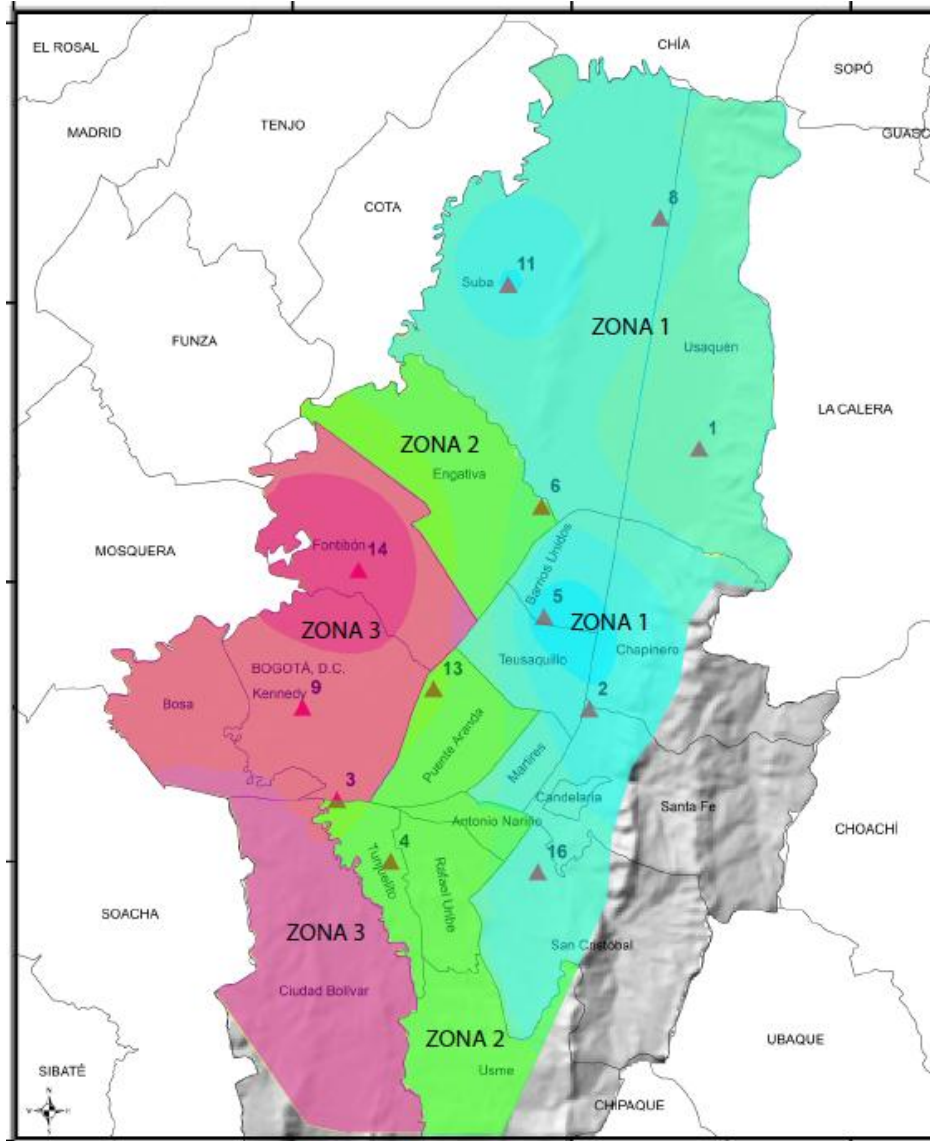 CHÍA
EL ROSAL
SOPÓ
TENJO
MADRID
GUASC
COTA
8
11
Suba
ZONA 1
FUNZA
Usaquén
LA CALERA
1
ZONA 2
Engativa
6
MOSQUERA
Fontibón
14
Barrios Unidos
5
ZONA 1
ZONA 3
Chapinero
Teusaquillo
BOGOTÁ, D.C.
13
Kennedy
9
Bosa
2
Puente Aranda
Martires
3
Candelaria
Santa Fe
Antonio Nariño
CHOACHÍ
4
Tunjuelito
Rafael Uribe
16
SOACHA
ZONA 3
San Cristobal
Ciudad Bolívar
ZONA 2
UBAQUE
Usme
SIBATÉ
N
CHIPAQUE